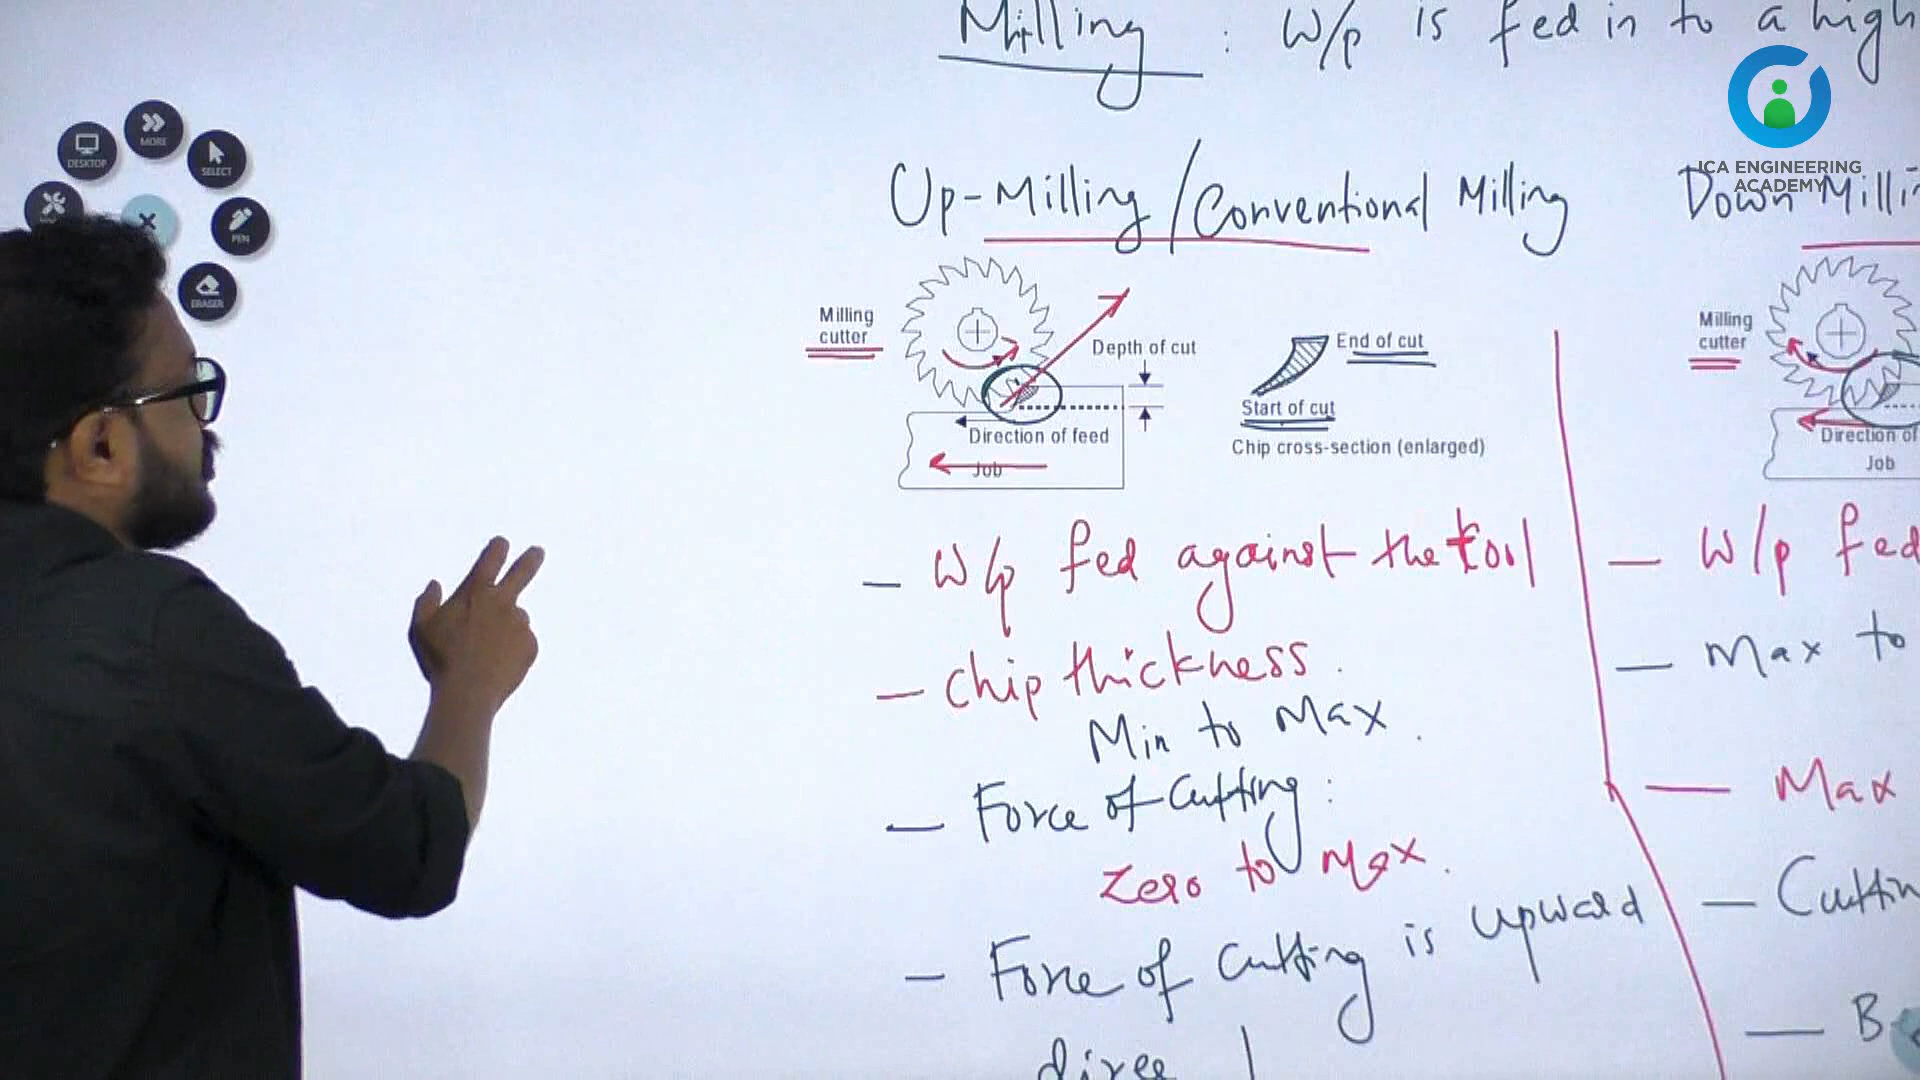 Milling : W/p is fed in to a high
ICA ENGINEERING
ACADEMY
DESKTOP
MORE
SELECT
PEN
ERASER
Up-Milling / Conventional Milling
Milling
cutter
Depth of cut
End of cut
Start of cut
Direction of feed
Chip cross-section (enlarged)
Job
— W/p fed against the tool
— Chip thickness.
Min to Max.
— Force of Cutting :
Zero to Max.
— Force of Cutting is upward
Down Milli
Milling
cutter
Direction of
Job
— W/p fed
— Max to
— Max
— Cuttin
— B